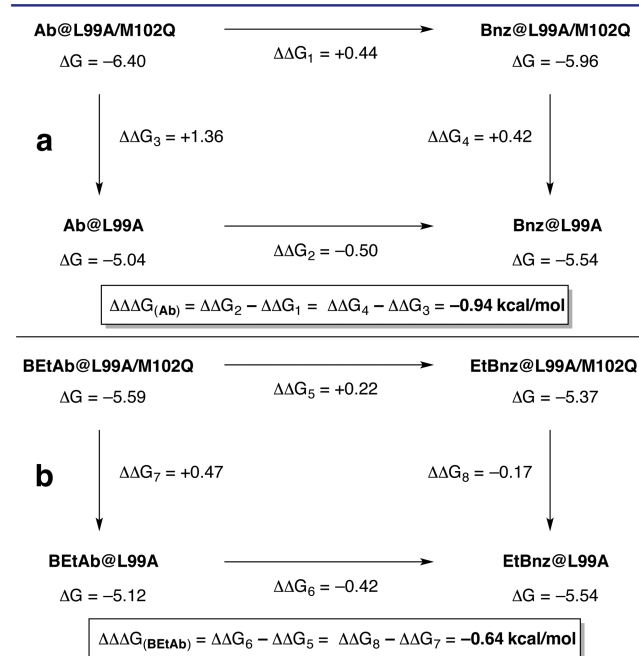 Ab@L99A/M102Q Bnz@L99A/M102Q
ΔG = –6.40 ΔΔG₁ = +0.44 ΔG = –5.96
a ΔΔG₃ = +1.36 ΔΔG₄ = +0.42
Ab@L99A Bnz@L99A
ΔG = –5.04 ΔΔG₂ = –0.50 ΔG = –5.54
ΔΔΔG(Ab) = ΔΔG₂ – ΔΔG₁ = ΔΔG₄ – ΔΔG₃ = –0.94 kcal/mol
BEtAb@L99A/M102Q EtBnz@L99A/M102Q
ΔG = –5.59 ΔΔG₅ = +0.22 ΔG = –5.37
b ΔΔG₇ = +0.47 ΔΔG₈ = –0.17
BEtAb@L99A EtBnz@L99A
ΔG = –5.12 ΔΔG₆ = –0.42 ΔG = –5.54
ΔΔΔG(BEtAb) = ΔΔG₆ – ΔΔG₅ = ΔΔG₈ – ΔΔG₇ = –0.64 kcal/mol